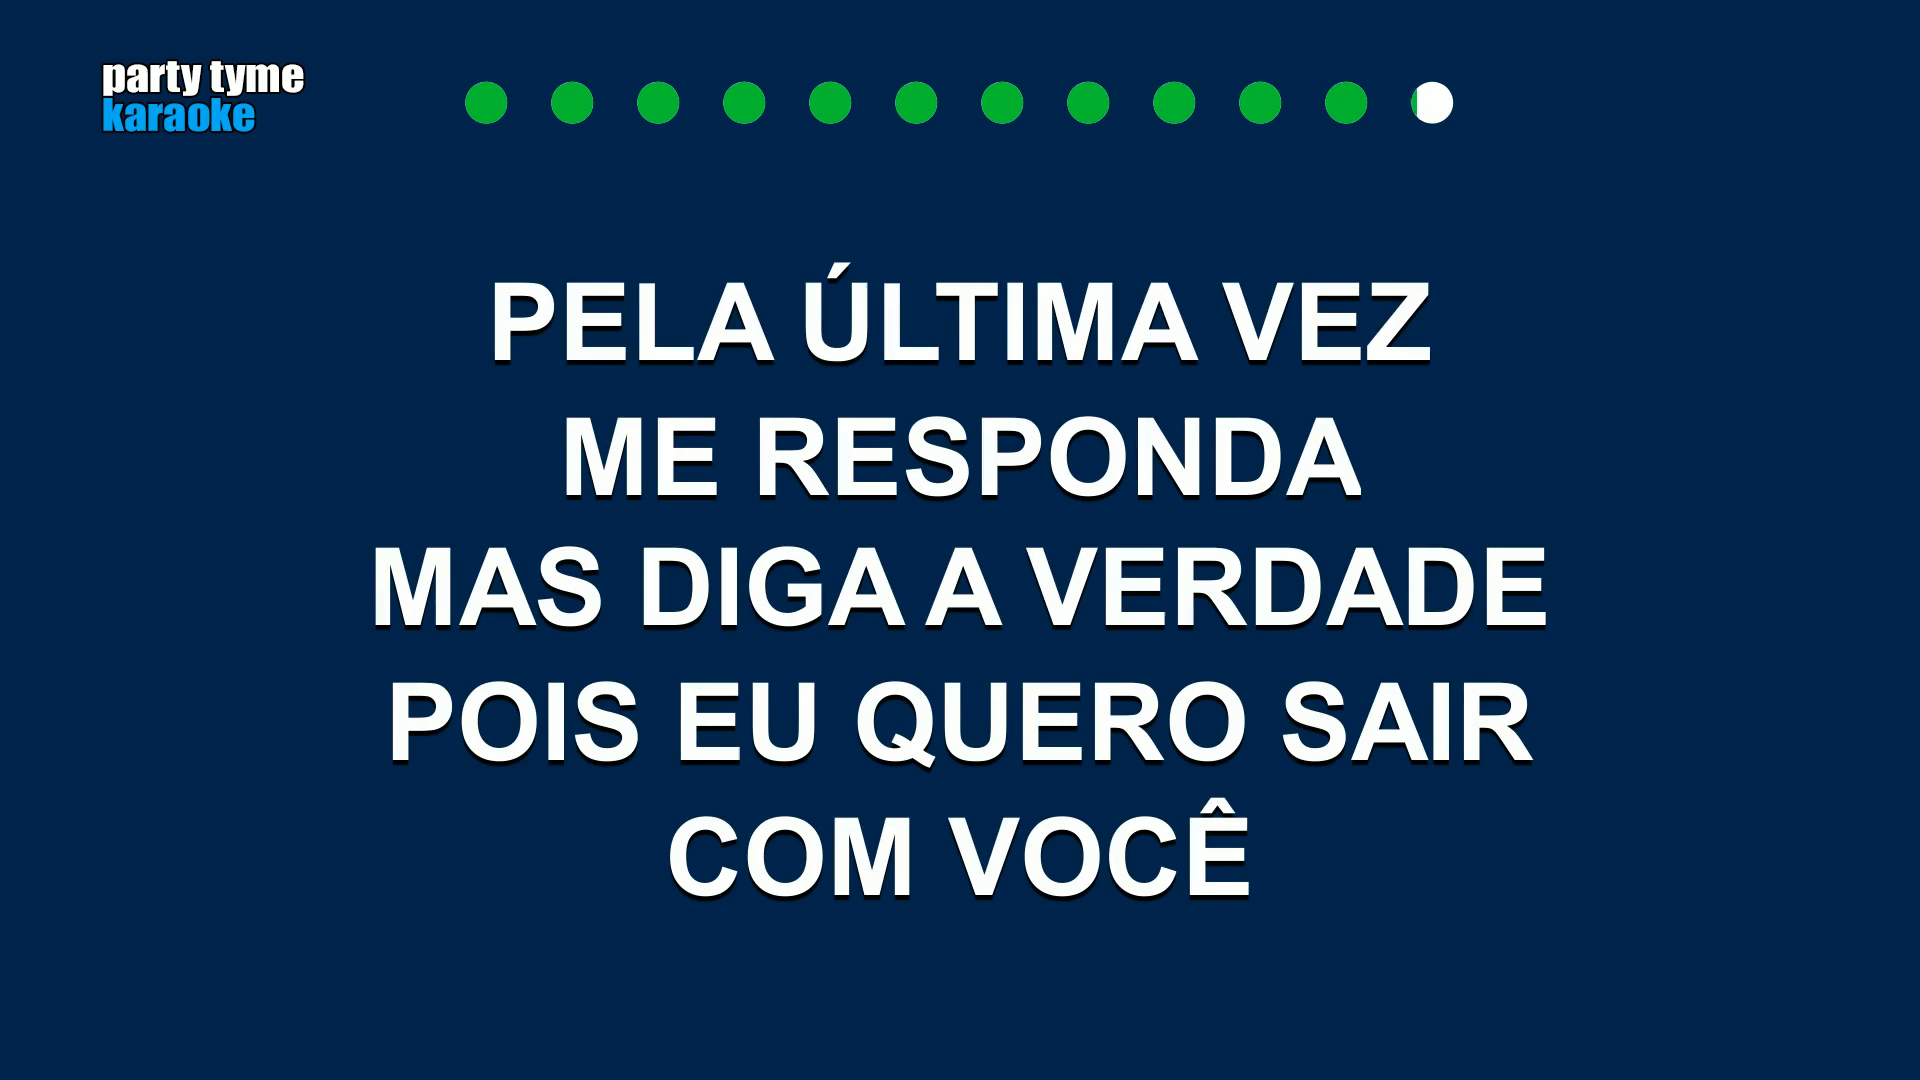 party tyme
karaoke
PELA ÚLTIMA VEZ
ME RESPONDA
MAS DIGA A VERDADE
POIS EU QUERO SAIR
COM VOCÊ